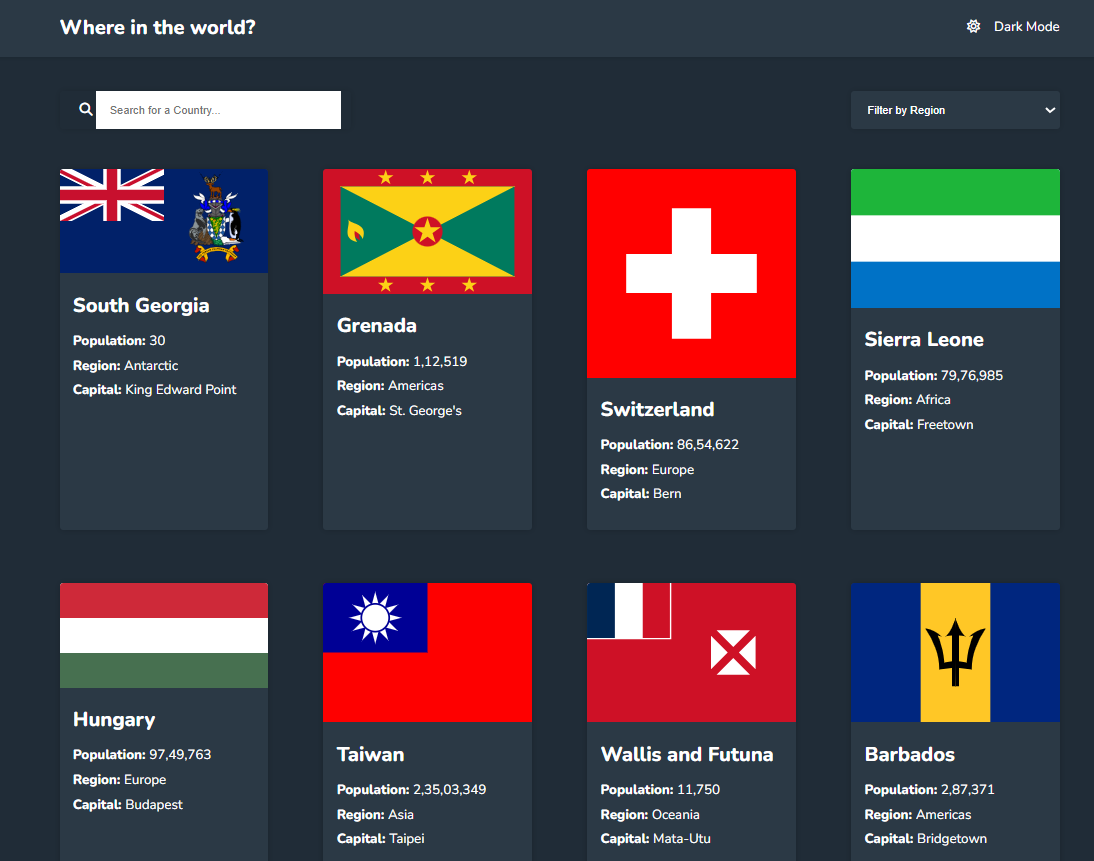 Where in the world?
Dark Mode
Search for a Country...
Filter by Region
South Georgia
Population: 30
Region: Antarctic
Capital: King Edward Point
Grenada
Population: 1,12,519
Region: Americas
Capital: St. George's
Switzerland
Population: 86,54,622
Region: Europe
Capital: Bern
Sierra Leone
Population: 79,76,985
Region: Africa
Capital: Freetown
Hungary
Population: 97,49,763
Region: Europe
Capital: Budapest
Taiwan
Population: 2,35,03,349
Region: Asia
Capital: Taipei
Wallis and Futuna
Population: 11,750
Region: Oceania
Capital: Mata-Utu
Barbados
Population: 2,87,371
Region: Americas
Capital: Bridgetown